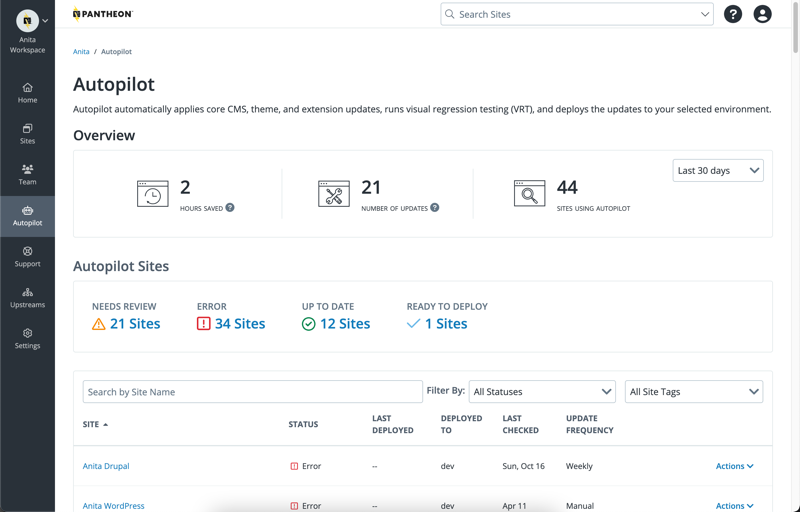 Anita
Workspace
Home
Sites
Team
Autopilot
Support
Upstreams
Settings
PANTHEON
Search Sites
?
Anita / Autopilot
Autopilot
Autopilot automatically applies core CMS, theme, and extension updates, runs visual regression testing (VRT), and deploys the updates to your selected environment.
Overview
Last 30 days
2
HOURS SAVED ?
21
NUMBER OF UPDATES ?
44
SITES USING AUTOPILOT
Autopilot Sites
NEEDS REVIEW
21 Sites
ERROR
34 Sites
UP TO DATE
12 Sites
READY TO DEPLOY
1 Sites
Search by Site Name
Filter By:
All Statuses
All Site Tags
SITE STATUS LAST DEPLOYED DEPLOYED TO LAST CHECKED UPDATE FREQUENCY
Anita Drupal Error -- dev Sun, Oct 16 Weekly Actions
Anita WordPress Error -- dev Apr 11 Manual Actions